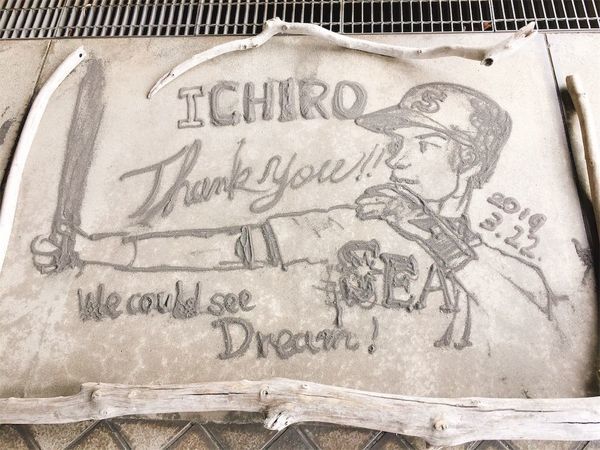 ICHIRO
Thank you!!
S
2019
3.22.
SEA
We could see
Dream!